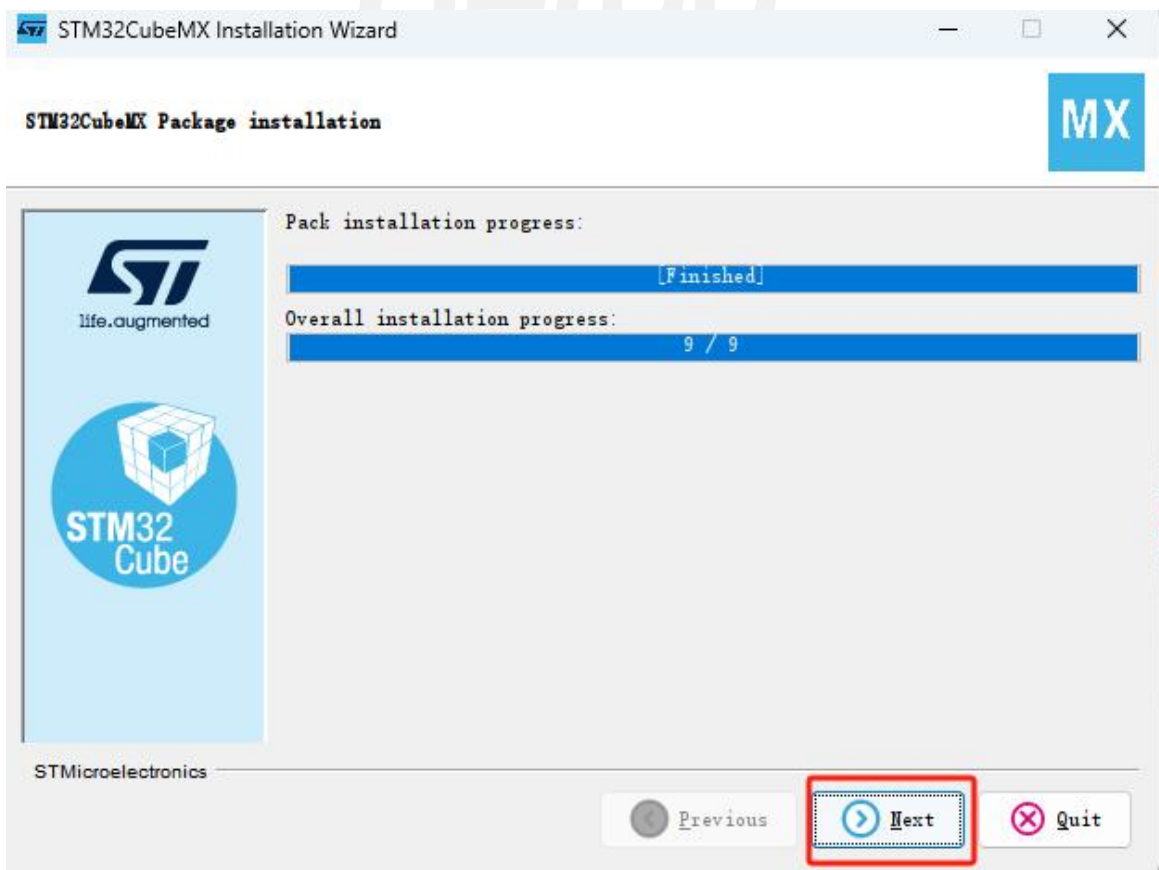 STM32CubeMX Installation Wizard
STM32CubeMX Package installation
MX
Pack installation progress:
[Finished]
Overall installation progress:
9 / 9
ST
life.augmented
STM32
Cube
STMicroelectronics
Previous
Next
Quit